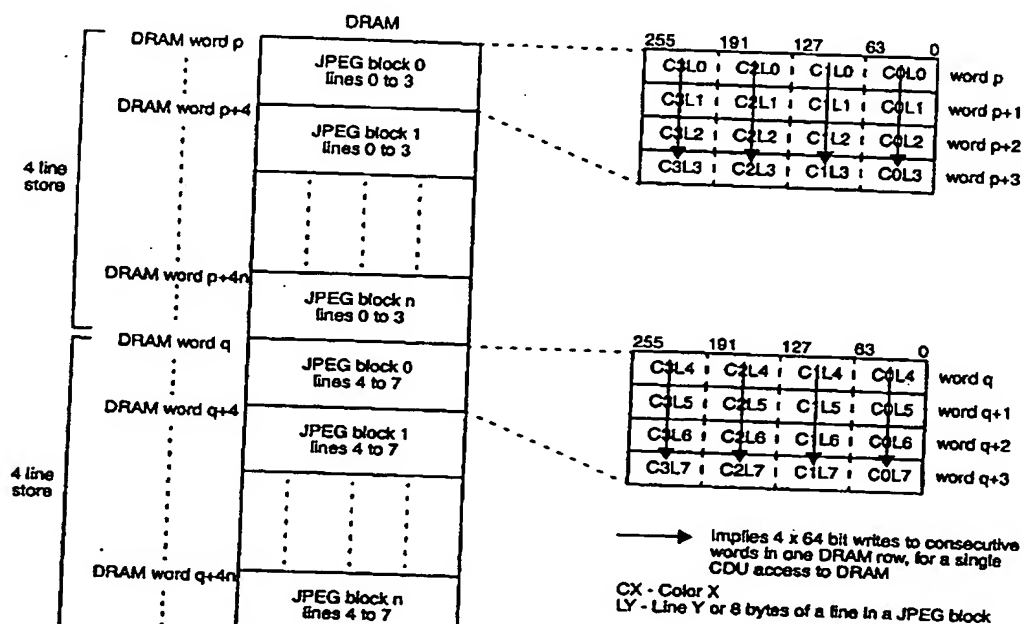 DRAM
DRAM word p
JPEG block 0
lines 0 to 3
DRAM word p+4
JPEG block 1
lines 0 to 3
4 line
store
DRAM word p+4n
JPEG block n
lines 0 to 3
DRAM word q
JPEG block 0
lines 4 to 7
DRAM word q+4
JPEG block 1
lines 4 to 7
4 line
store
DRAM word q+4n
JPEG block n
lines 4 to 7
255 191 127 63 0
C3L0 C2L0 C1L0 C0L0 word p
C3L1 C2L1 C1L1 C0L1 word p+1
C3L2 C2L2 C1L2 C0L2 word p+2
C3L3 C2L3 C1L3 C0L3 word p+3
255 191 127 63 0
C3L4 C2L4 C1L4 C0L4 word q
C3L5 C2L5 C1L5 C0L5 word q+1
C3L6 C2L6 C1L6 C0L6 word q+2
C3L7 C2L7 C1L7 C0L7 word q+3
Implies 4 x 64 bit writes to consecutive
words in one DRAM row, for a single
CDU access to DRAM
CX - Color X
LY - Line Y or 8 bytes of a line in a JPEG block